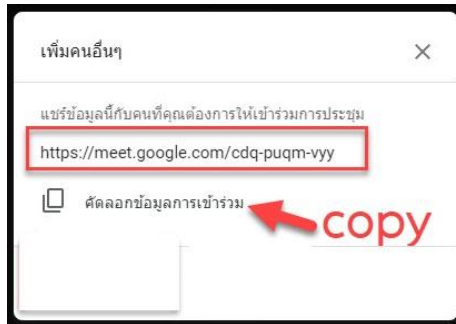 เพิ่มคนอื่นๆ
แชร์ข้อมูลนี้กับคนที่คุณต้องการให้เข้าร่วมการประชุม
https://meet.google.com/cdq-puqm-vyy
คัดลอกข้อมูลการเข้าร่วม
copy